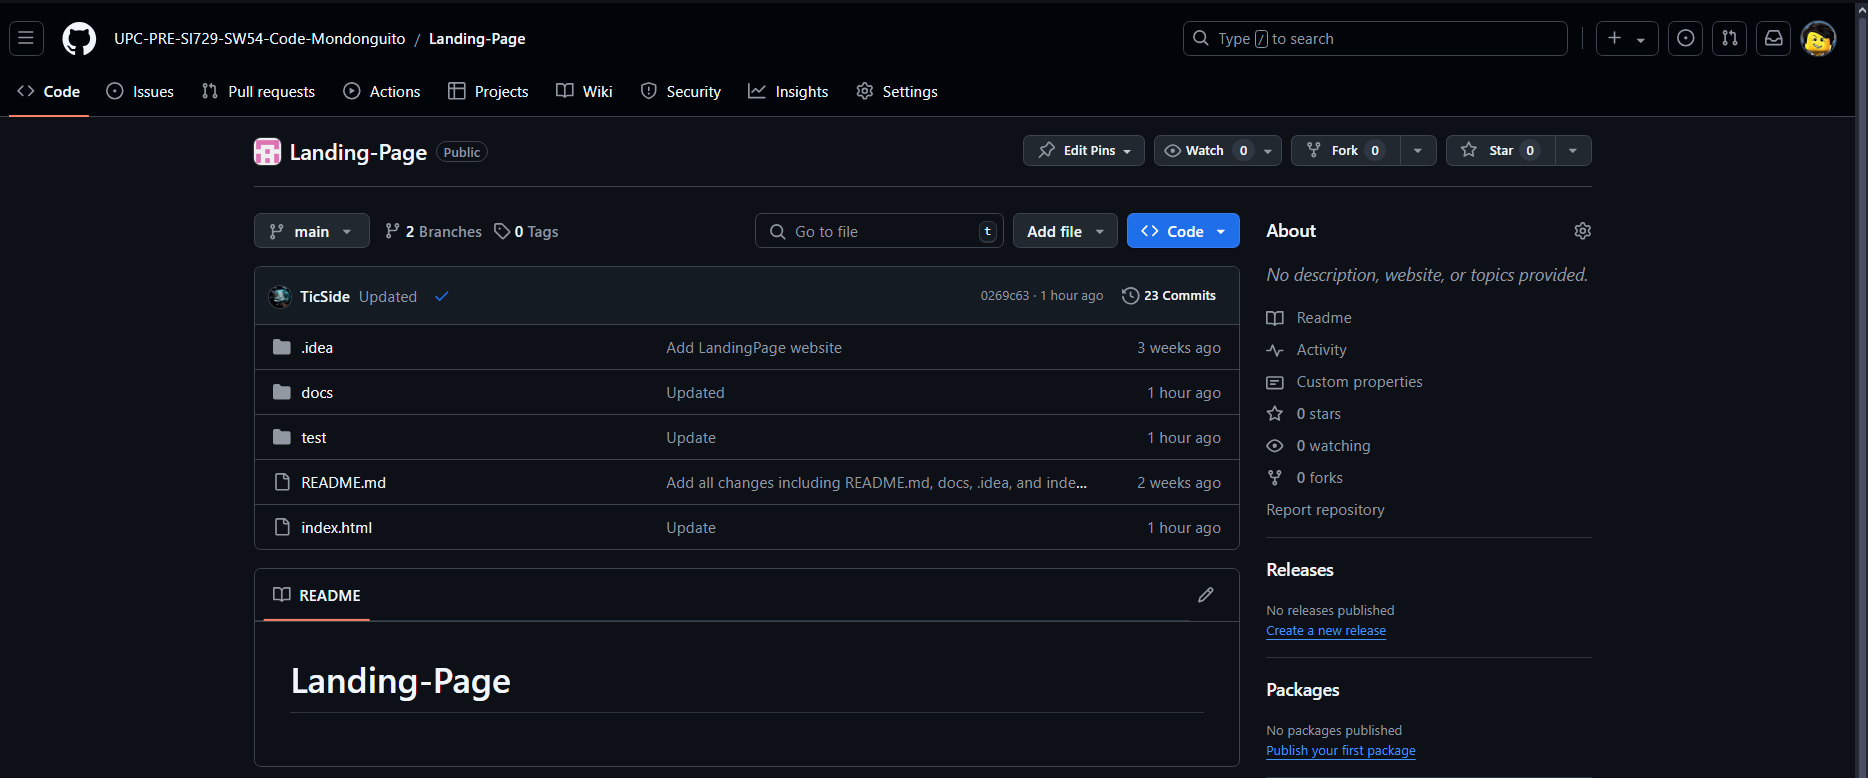 UPC-PRE-SI729-SW54-Code-Mondonguito / Landing-Page
Type / to search
Code Issues Pull requests Actions Projects Wiki Security Insights Settings
Landing-Page Public
Edit Pins Watch 0 Fork 0 Star 0
main 2 Branches 0 Tags Go to file t Add file Code
TicSide Updated 0269c63 · 1 hour ago 23 Commits
.idea Add LandingPage website 3 weeks ago
docs Updated 1 hour ago
test Update 1 hour ago
README.md Add all changes including README.md, docs, .idea, and inde... 2 weeks ago
index.html Update 1 hour ago
README
Landing-Page
About
No description, website, or topics provided.
Readme
Activity
Custom properties
0 stars
0 watching
0 forks
Report repository
Releases
No releases published
Create a new release
Packages
No packages published
Publish your first package